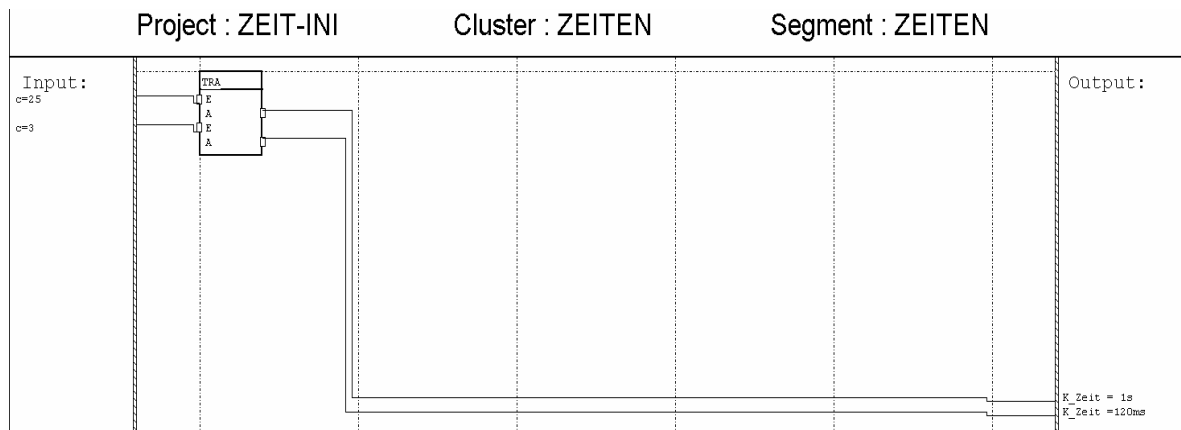 Project : ZEIT-INI Cluster : ZEITEN Segment : ZEITEN
Input:
c=25
c=3
TRA
E
A
E
A
Output:
K_Zeit = 1s
K_Zeit =120ms